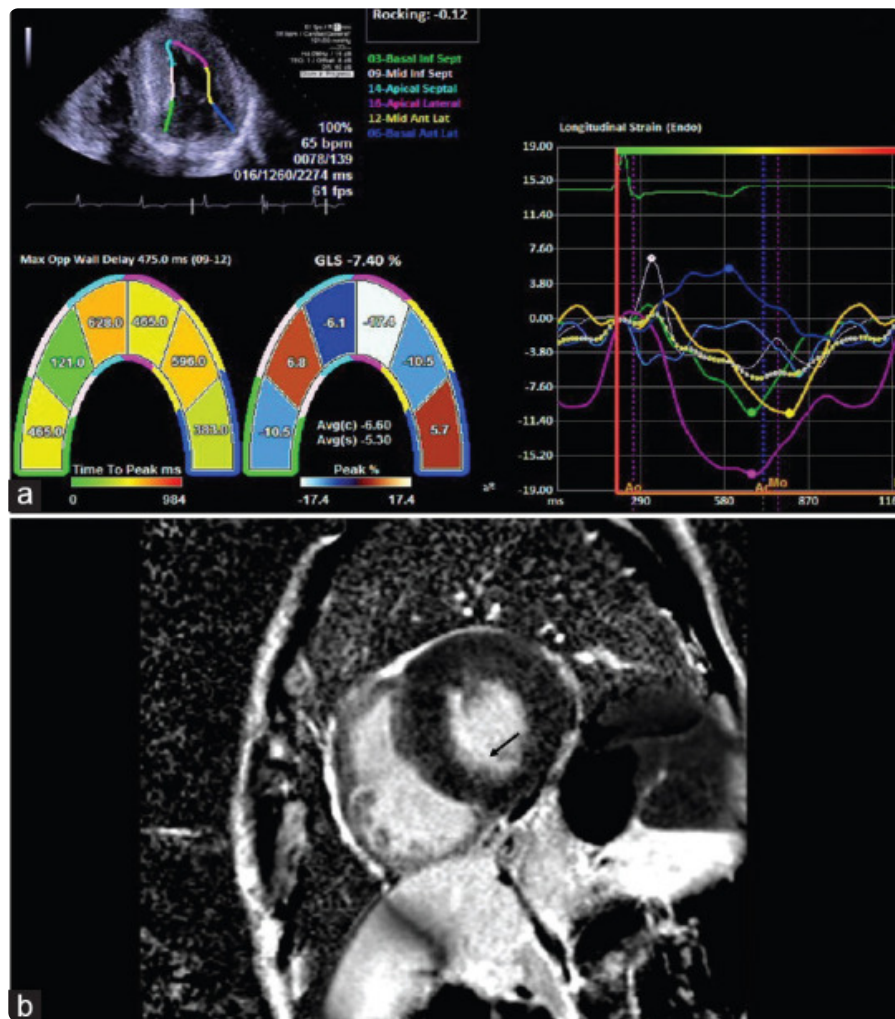 Rocking: -0.12
03-Basal Inf Sept
09-Mid Inf Sept
14-Apical Septal
16-Apical Lateral
12-Mid Ant Lat
06-Basal Ant Lat
100%
65 bpm
0078/139
016/1260/2274 ms
61 fps
Max Opp Wall Delay 475.0 ms (09-12)
GLS -7.40 %
628.0 465.0
121.0 596.0
465.0 383.0
Time To Peak ms
0 984
-6.1 -17.4
6.8 -10.5
-10.5 5.7
Avg(c) -6.60
Avg(s) -5.30
Peak %
-17.4 17.4
Longitudinal Strain (Endo)
19.00
15.20
11.40
7.60
3.80
0.00
-3.80
-7.60
-11.40
-15.20
-19.00
Ao Mo
ms 290 580 870
a
b